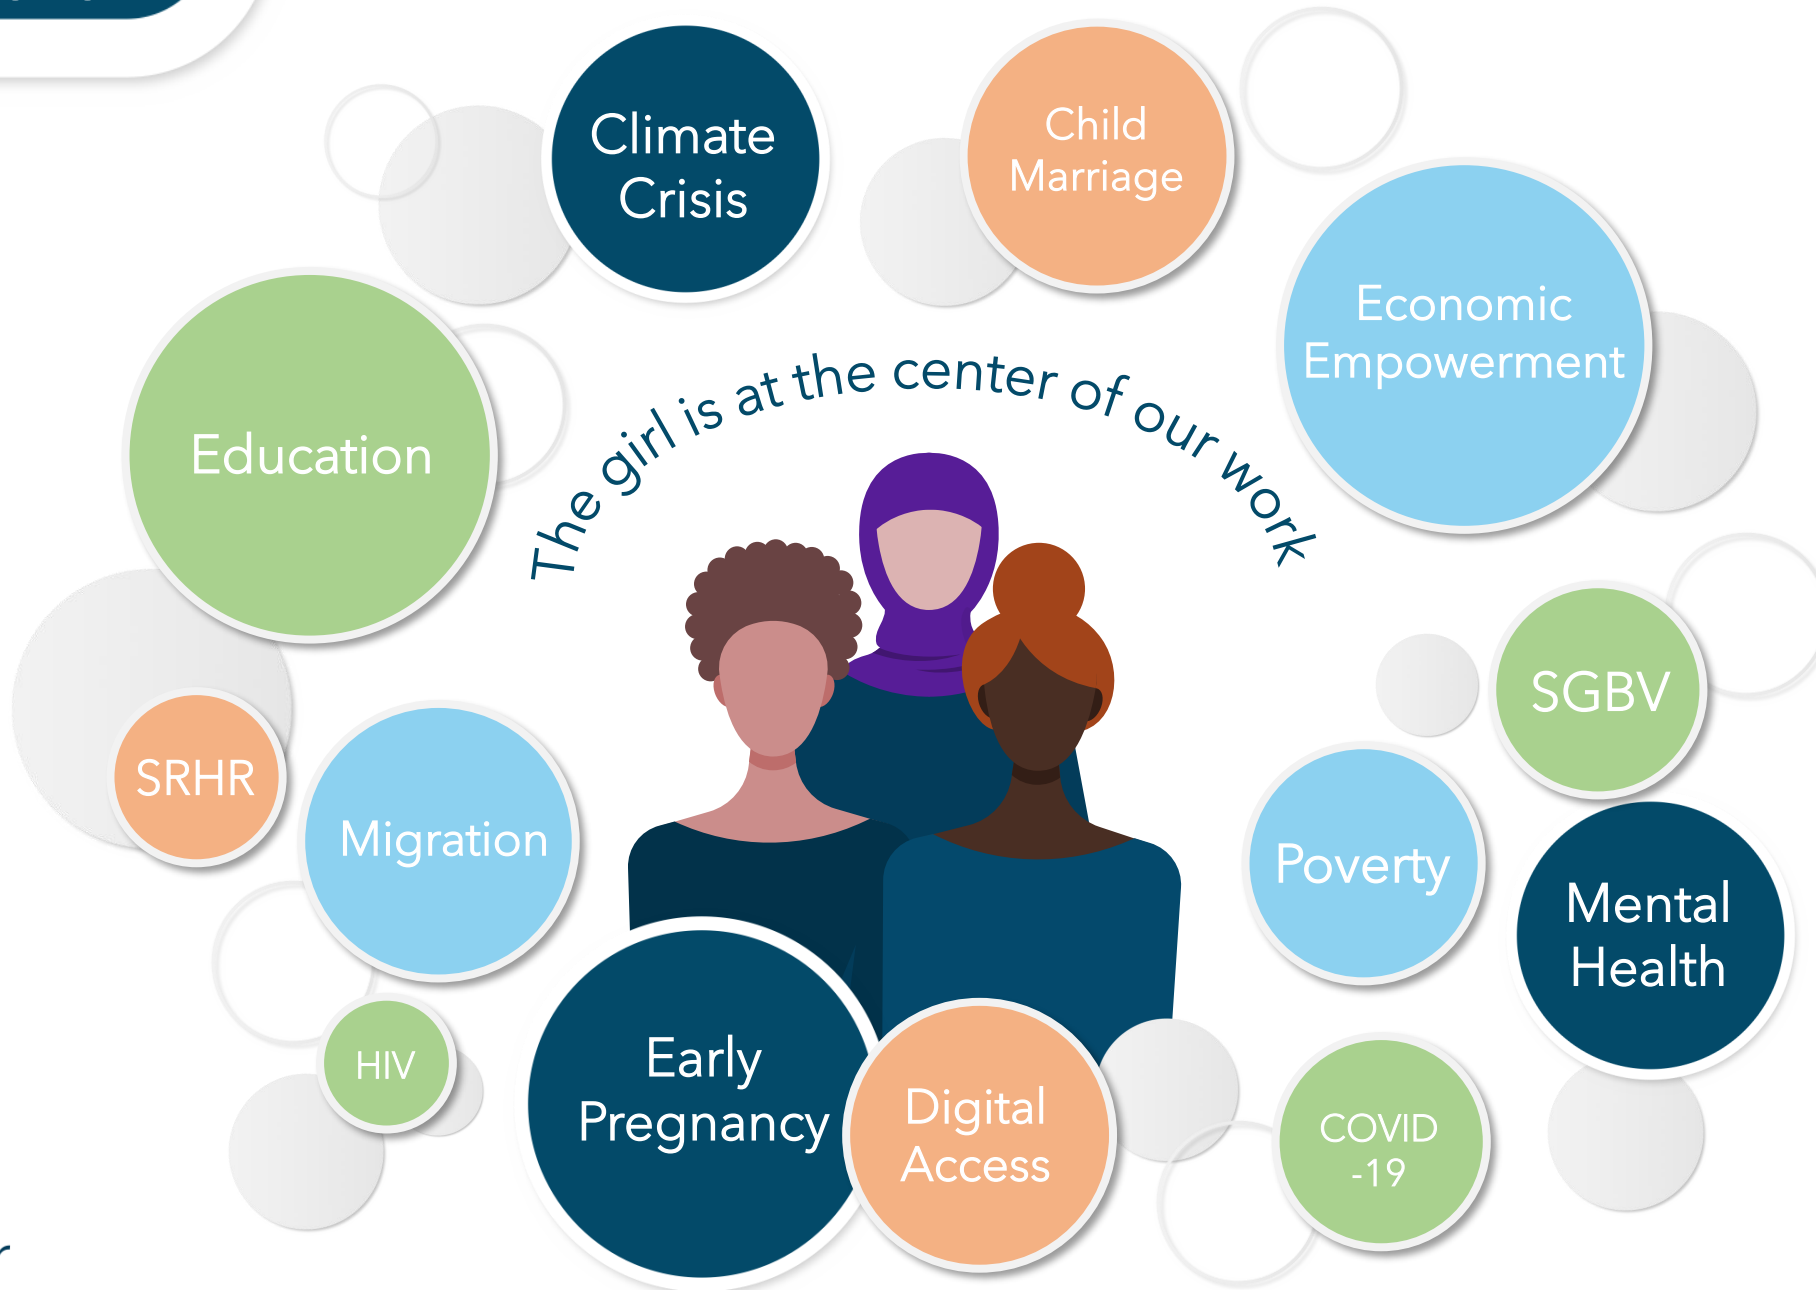 Climate
Crisis
Child
Marriage
Economic
Empowerment
Education
The girl is at the center of our work
SGBV
SRHR
Migration
Poverty
Mental
Health
HIV
Early
Pregnancy
Digital
Access
COVID
-19